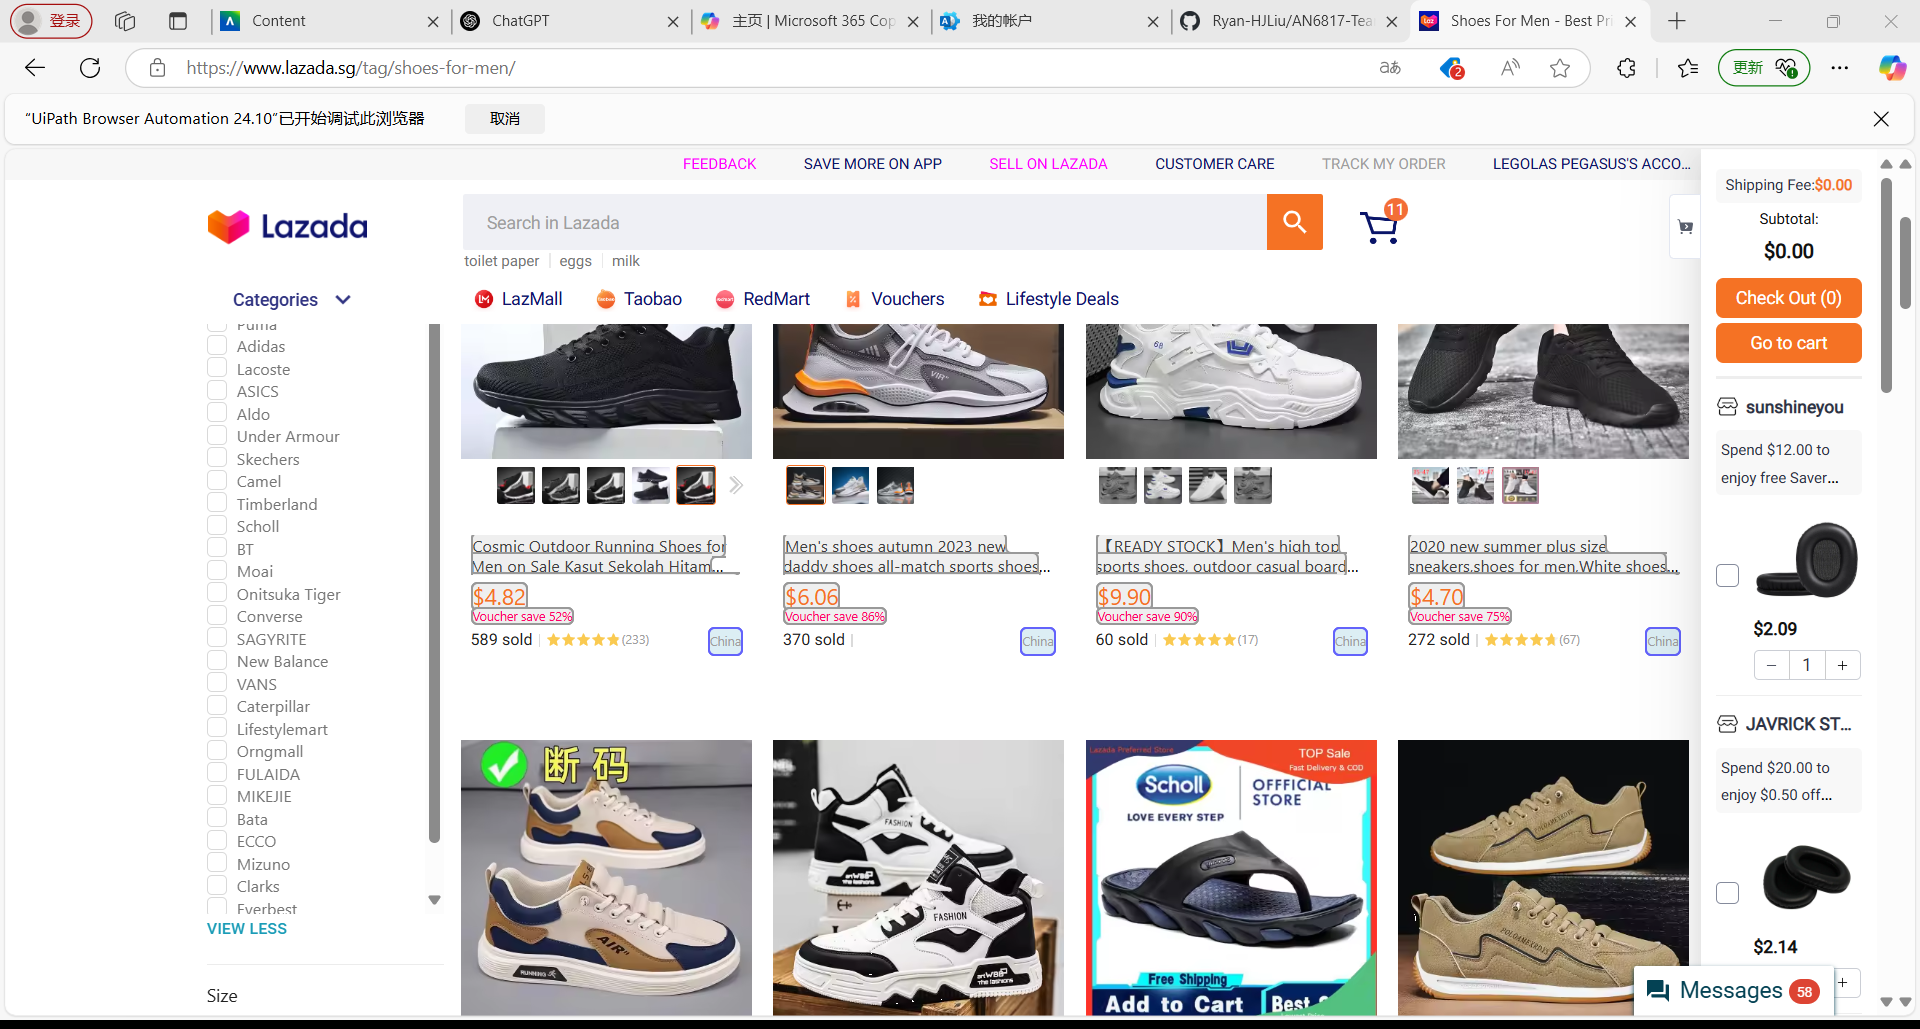 登录
Content
ChatGPT
主页 | Microsoft 365 Cop
我的帐户
Ryan-HJLiu/AN6817-Tea
Shoes For Men - Best Pri
https://www.lazada.sg/tag/shoes-for-men/
aあ
2
更新
“UiPath Browser Automation 24.10”已开始调试此浏览器
取消
FEEDBACK
SAVE MORE ON APP
SELL ON LAZADA
CUSTOMER CARE
TRACK MY ORDER
LEGOLAS PEGASUS'S ACCO...
Lazada
Search in Lazada
11
toilet paper
eggs
milk
Categories
LazMall
Taobao
RedMart
Vouchers
Lifestyle Deals
Puma
Adidas
Lacoste
ASICS
Aldo
Under Armour
Skechers
Camel
Timberland
Scholl
BT
Moai
Onitsuka Tiger
Converse
SAGYRITE
New Balance
VANS
Caterpillar
Lifestylemart
Orngmall
FULAIDA
MIKEJIE
Bata
ECCO
Mizuno
Clarks
Everbest
VIEW LESS
Size
Cosmic Outdoor Running Shoes for
Men on Sale Kasut Sekolah Hitam...
$4.82
Voucher save 52%
589 sold
(233)
China
Men's shoes autumn 2023 new
daddy shoes all-match sports shoes,...
$6.06
Voucher save 86%
370 sold
China
【READY STOCK】Men's high top
sports shoes, outdoor casual board...
$9.90
Voucher save 90%
60 sold
(17)
China
2020 new summer plus size
sneakers,shoes for men,White shoes...
$4.70
Voucher save 75%
272 sold
(67)
China
断码
AIR"
RUNNING
FASHION
FASHION
artW86
The fashions
artW86
The fashions
Lazada Preferred Store
TOP Sale
Fast Delivery & COD
Scholl
LOVE EVERY STEP
OFFFICIAL
STORE
Free Shipping
Add to Cart
Best S
Shipping Fee:$0.00
Subtotal:
$0.00
Check Out (0)
Go to cart
sunshineyou
Spend $12.00 to
enjoy free Saver...
$2.09
− 1 +
JAVRICK ST...
Spend $20.00 to
enjoy $0.50 off...
$2.14
+
Messages 58